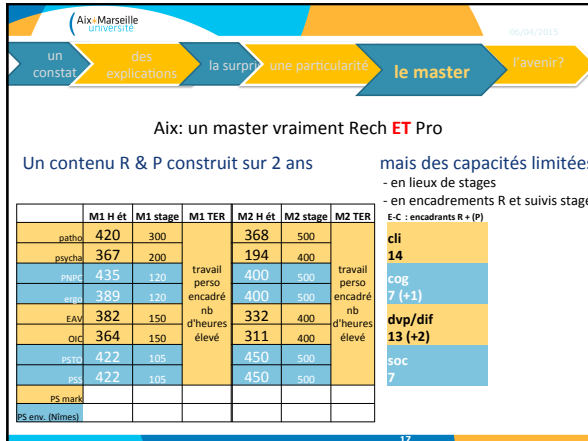 Aix*Marseille
université
06/04/2015
un
constat
des
explications
la surpri
une particularité
le master
l'avenir?
Aix: un master vraiment Rech ET Pro
Un contenu R & P construit sur 2 ans
mais des capacités limitées
- en lieux de stages
- en encadrements R et suivis stage
E-C : encadrants R + (P)
M1 H ét M1 stage M1 TER M2 H ét M2 stage M2 TER
patho 420 300 368 500
psycha 367 200 194 400
PNPC 435 120 400 500
ergo 389 120 400 500
EAV 382 150 332 400
OIC 364 150 311 400
PSTO 422 105 450 500
PSS 422 105 450 500
PS mark
PS env. (Nîmes)
travail
perso
encadré
nb
d'heures
élevé
travail
perso
encadré
nb
d'heures
élevé
cli
14
cog
7 (+1)
dvp/dif
13 (+2)
soc
7
17